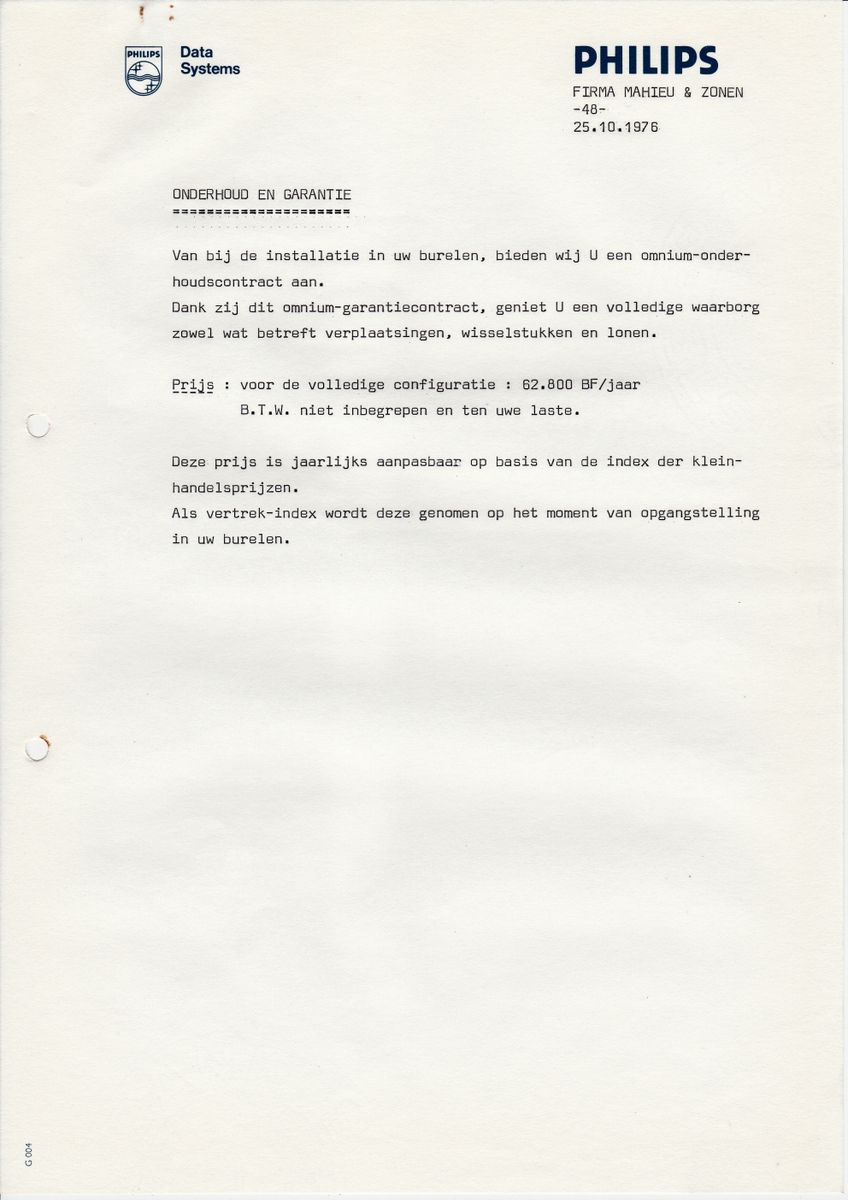 PHILIPS
Data
Systems
PHILIPS
FIRMA MAHIEU & ZONEN
-48-
25.10.1976
ONDERHOUD EN GARANTIE
=====================
Van bij de installatie in uw burelen, bieden wij U een omnium-onder-
houdscontract aan.
Dank zij dit omnium-garantiecontract, geniet U een volledige waarborg
zowel wat betreft verplaatsingen, wisselstukken en lonen.
Prijs : voor de volledige configuratie : 62.800 BF/jaar
B.T.W. niet inbegrepen en ten uwe laste.
Deze prijs is jaarlijks aanpasbaar op basis van de index der klein-
handelsprijzen.
Als vertrek-index wordt deze genomen op het moment van opgangstelling
in uw burelen.
G 004